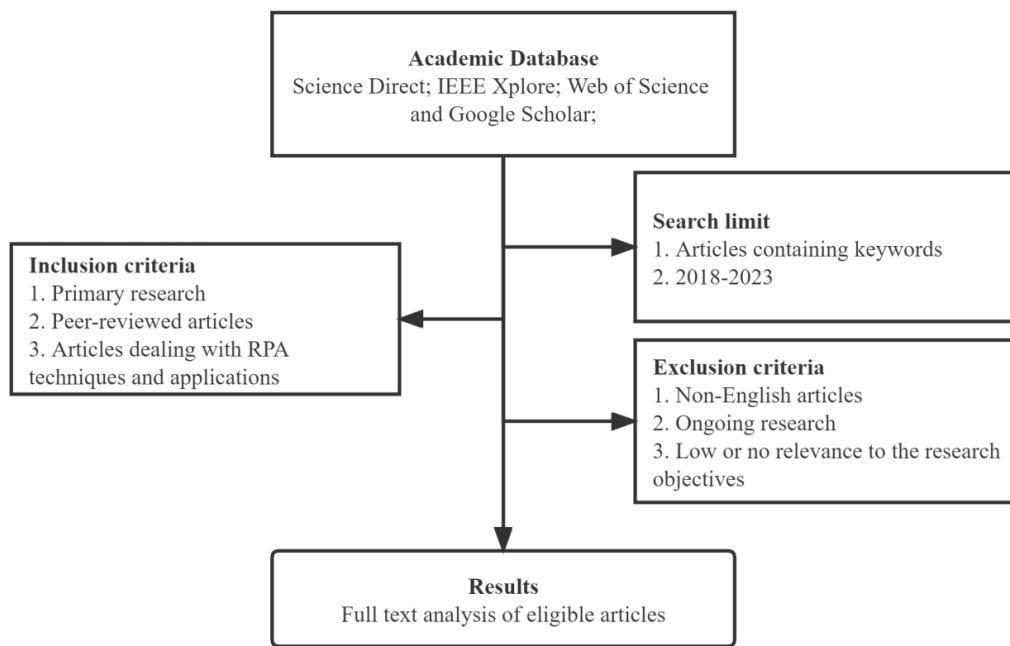 Academic Database
Science Direct; IEEE Xplore; Web of Science
and Google Scholar;
Search limit
1. Articles containing keywords
2. 2018-2023
Inclusion criteria
1. Primary research
2. Peer-reviewed articles
3. Articles dealing with RPA
techniques and applications
Exclusion criteria
1. Non-English articles
2. Ongoing research
3. Low or no relevance to the research
objectives
Results
Full text analysis of eligible articles